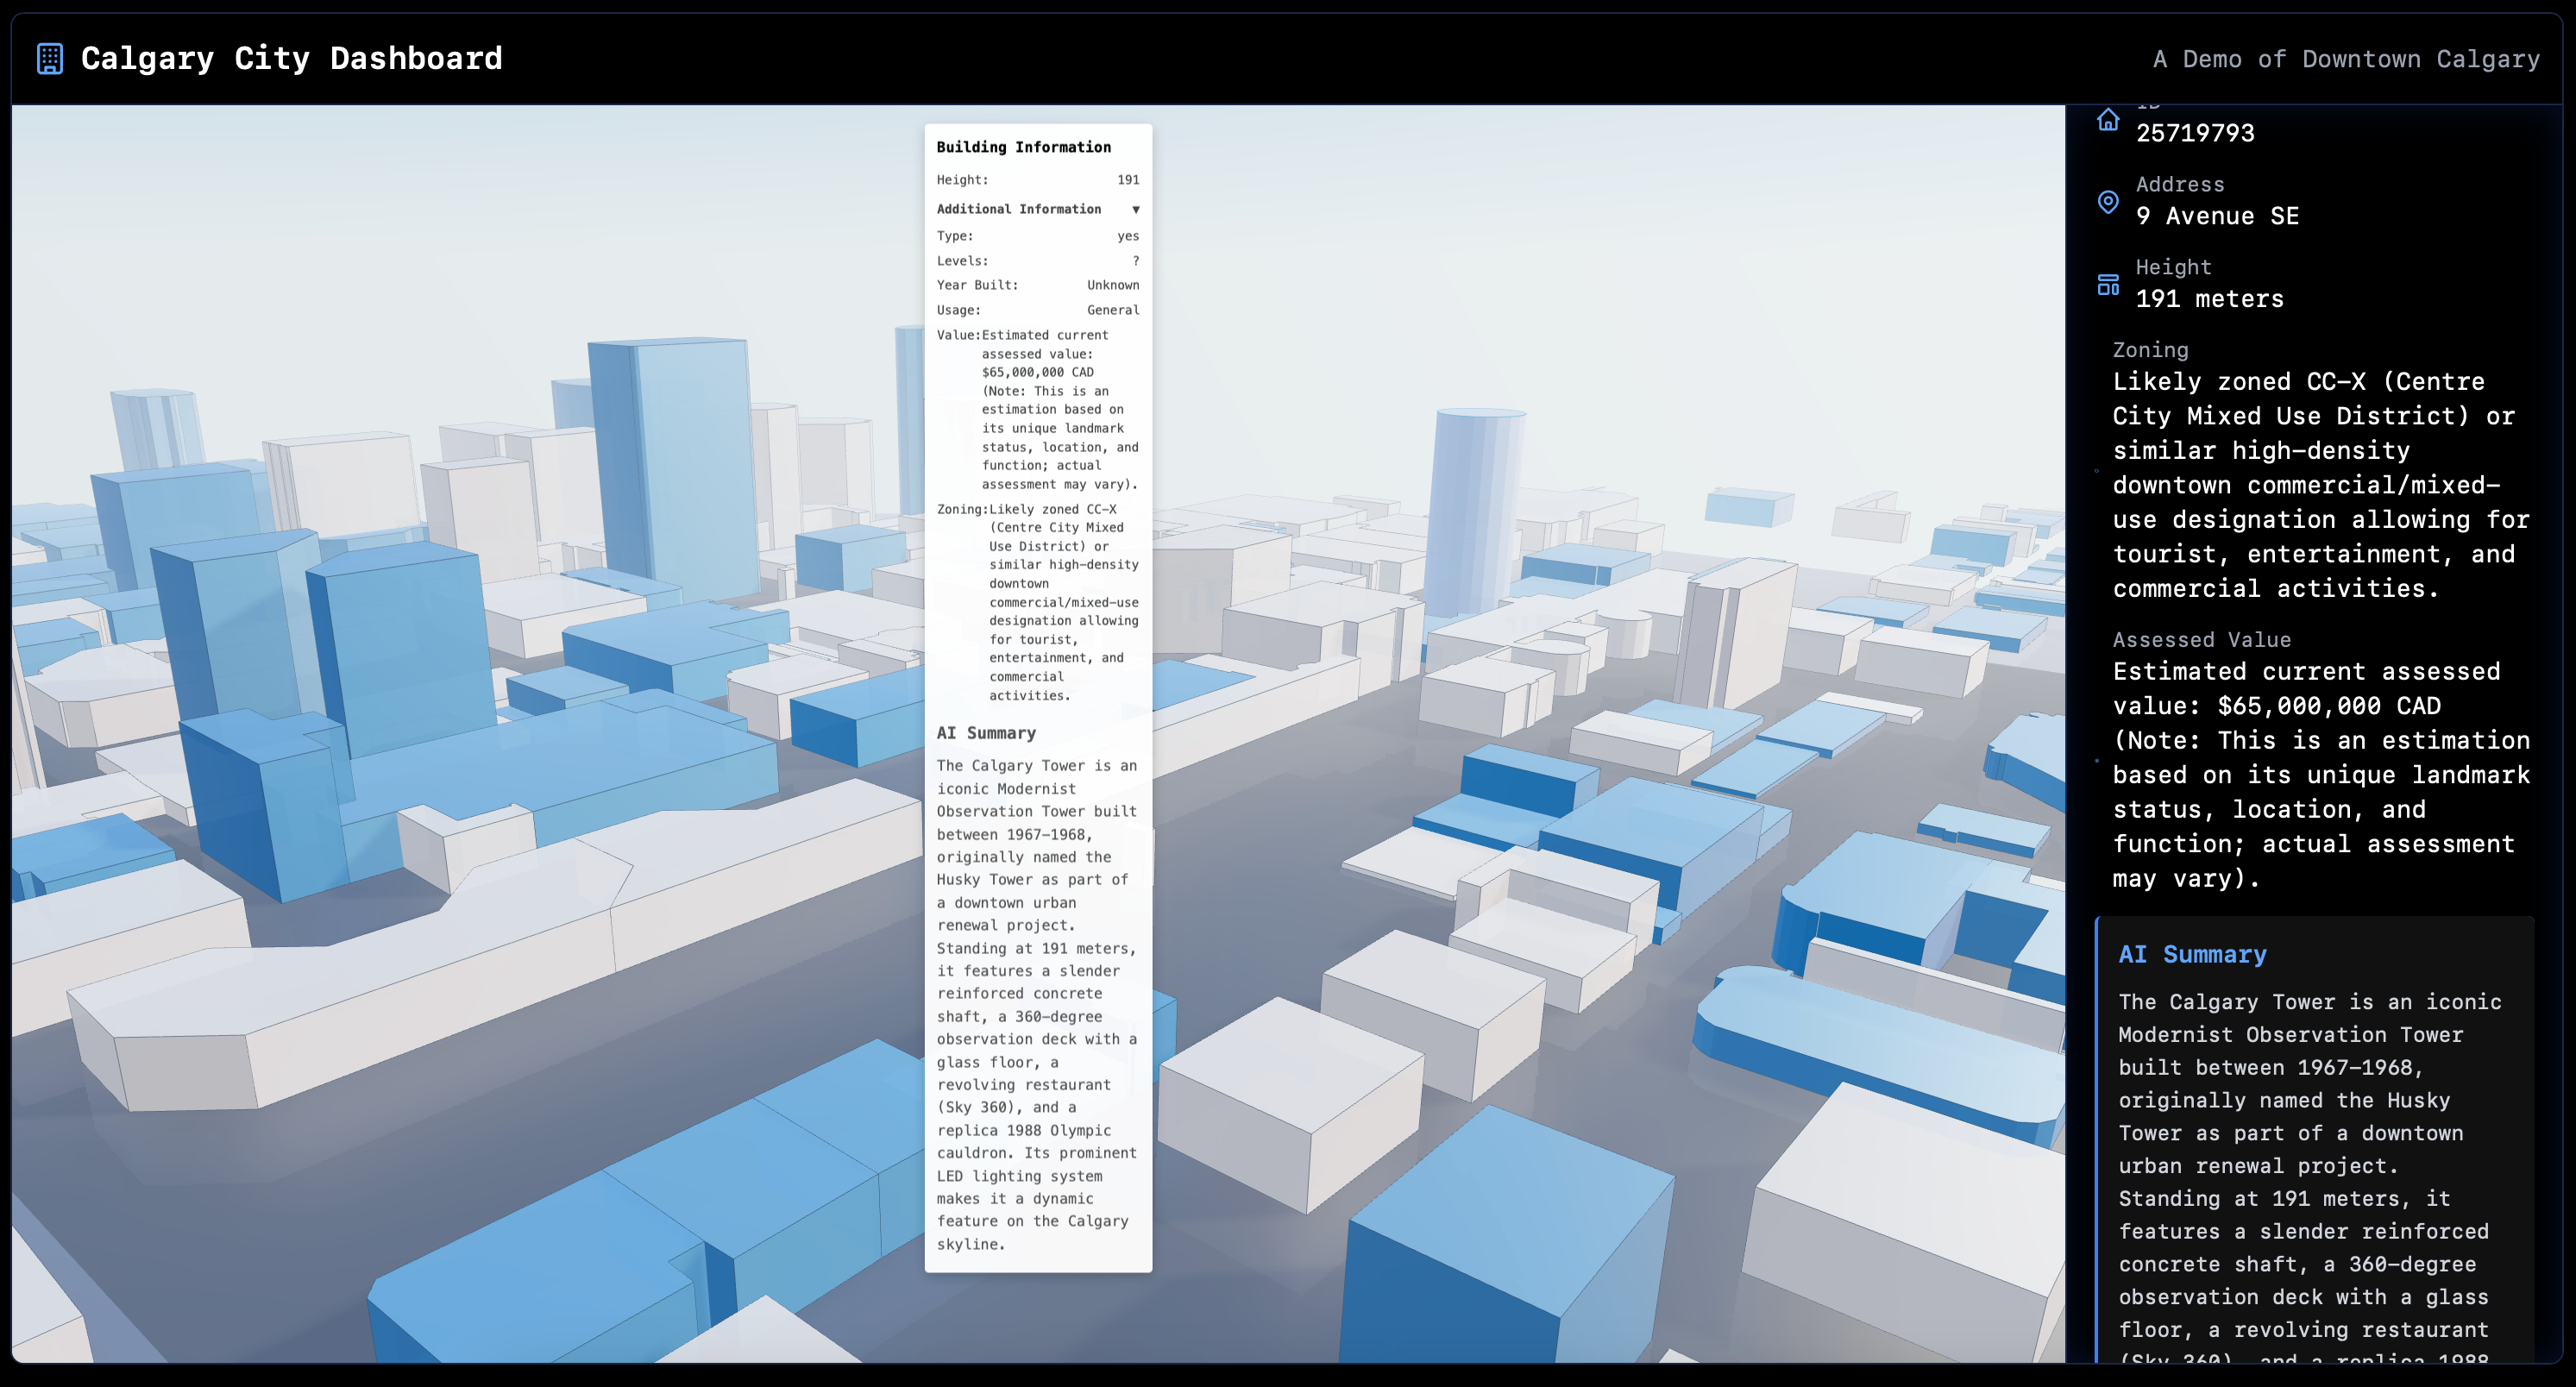 Calgary City Dashboard
A Demo of Downtown Calgary
Building Information
Height: 191
Additional Information ▼
Type: yes
Levels: ?
Year Built: Unknown
Usage: General
Value:Estimated current
assessed value:
$65,000,000 CAD
(Note: This is an
estimation based on
its unique landmark
status, location, and
function; actual
assessment may vary).
Zoning:Likely zoned CC-X
(Centre City Mixed
Use District) or
similar high-density
downtown
commercial/mixed-use
designation allowing
for tourist,
entertainment, and
commercial
activities.
AI Summary
The Calgary Tower is an
iconic Modernist
Observation Tower built
between 1967-1968,
originally named the
Husky Tower as part of
a downtown urban
renewal project.
Standing at 191 meters,
it features a slender
reinforced concrete
shaft, a 360-degree
observation deck with a
glass floor, a
revolving restaurant
(Sky 360), and a
replica 1988 Olympic
cauldron. Its prominent
LED lighting system
makes it a dynamic
feature on the Calgary
skyline.
ID
25719793
Address
9 Avenue SE
Height
191 meters
Zoning
Likely zoned CC-X (Centre
City Mixed Use District) or
similar high-density
downtown commercial/mixed-
use designation allowing for
tourist, entertainment, and
commercial activities.
Assessed Value
Estimated current assessed
value: $65,000,000 CAD
(Note: This is an estimation
based on its unique landmark
status, location, and
function; actual assessment
may vary).
AI Summary
The Calgary Tower is an iconic
Modernist Observation Tower
built between 1967-1968,
originally named the Husky
Tower as part of a downtown
urban renewal project.
Standing at 191 meters, it
features a slender reinforced
concrete shaft, a 360-degree
observation deck with a glass
floor, a revolving restaurant
(Sky 360), and a replica 1988